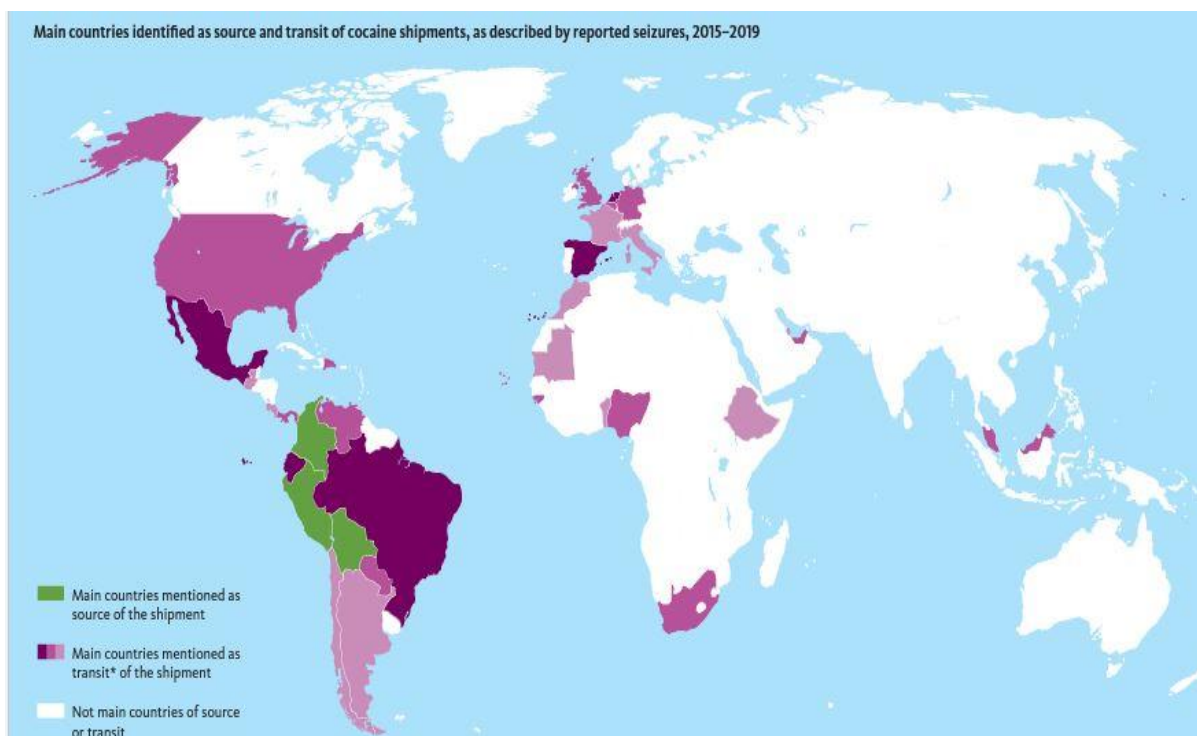 Main countries identified as source and transit of cocaine shipments, as described by reported seizures, 2015–2019
Main countries mentioned as
source of the shipment
Main countries mentioned as
transit* of the shipment
Not main countries of source
or transit